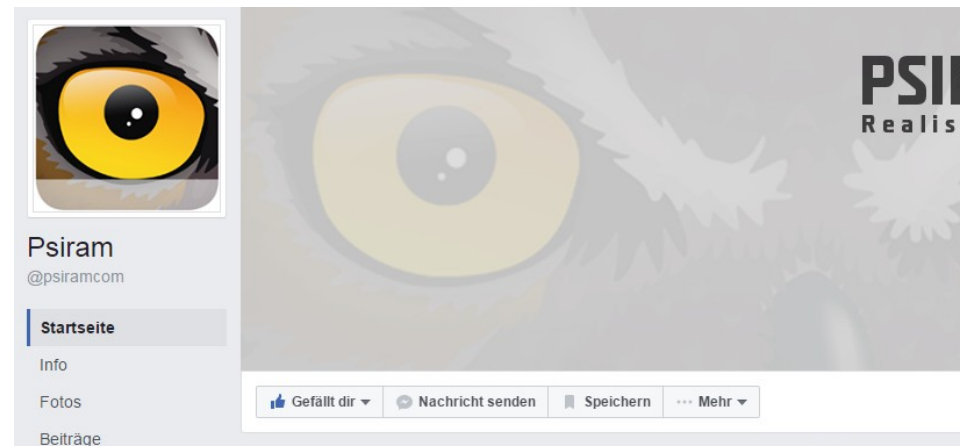 PSI
Realis
Psiram
@psiramcom
Startseite
Info
Fotos
Beiträge
Gefällt dir
Nachricht senden
Speichern
Mehr